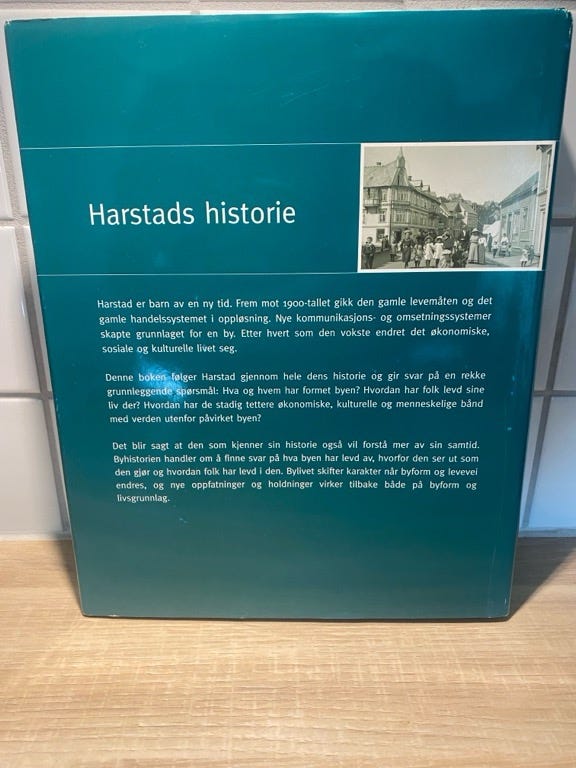 Harstads historie
Harstad er barn av en ny tid. Frem mot 1900-tallet gikk den gamle levemåten og det
gamle handelssystemet i oppløsning. Nye kommunikasjons- og omsetningssystemer
skapte grunnlaget for en by. Etter hvert som den vokste endret det økonomiske,
sosiale og kulturelle livet seg.
Denne boken følger Harstad gjennom hele dens historie og gir svar på en rekke
grunnleggende spørsmål: Hva og hvem har formet byen? Hvordan har folk levd sine
liv der? Hvordan har de stadig tettere økonomiske, kulturelle og menneskelige bånd
med verden utenfor påvirket byen?
Det blir sagt at den som kjenner sin historie også vil forstå mer av sin samtid.
Byhistorien handler om å finne svar på hva byen har levd av, hvorfor den ser ut som
den gjør og hvordan folk har levd i den. Bylivet skifter karakter når byform og levevei
endres, og nye oppfatninger og holdninger virker tilbake både på byform og
livsgrunnlag.